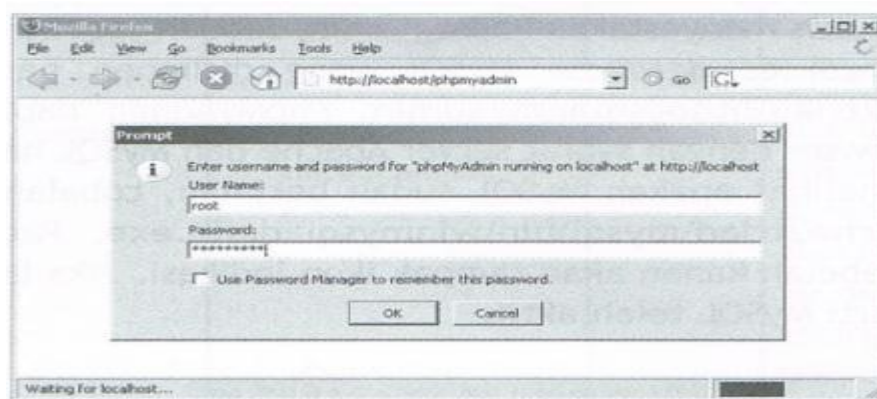 Mozilla Firefox
File Edit View Go Bookmarks Tools Help
http://localhost/phpmyadmin Go
Prompt
Enter username and password for "phpMyAdmin running on localhost" at http://localhost
User Name:
root
Password:
*********
Use Password Manager to remember this password.
OK Cancel
Waiting for localhost...